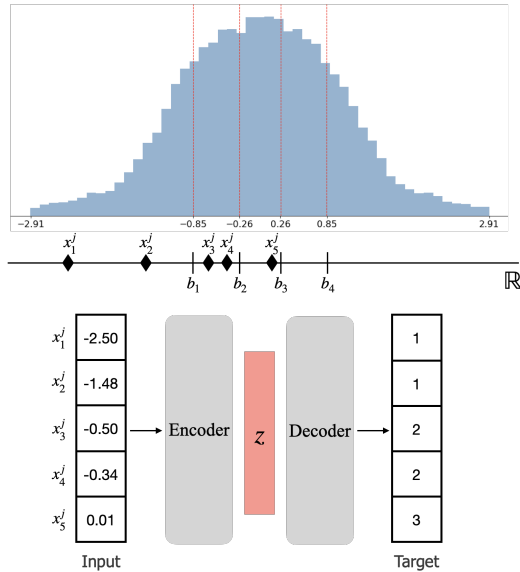 -2.91 -0.85 -0.26 0.26 0.85 2.91
x_1^j x_2^j x_3^j x_4^j x_5^j
b_1 b_2 b_3 b_4 ℝ
x_1^j -2.50 1
x_2^j -1.48 1
x_3^j -0.50 Encoder z Decoder 2
x_4^j -0.34 2
x_5^j 0.01 3
Input Target